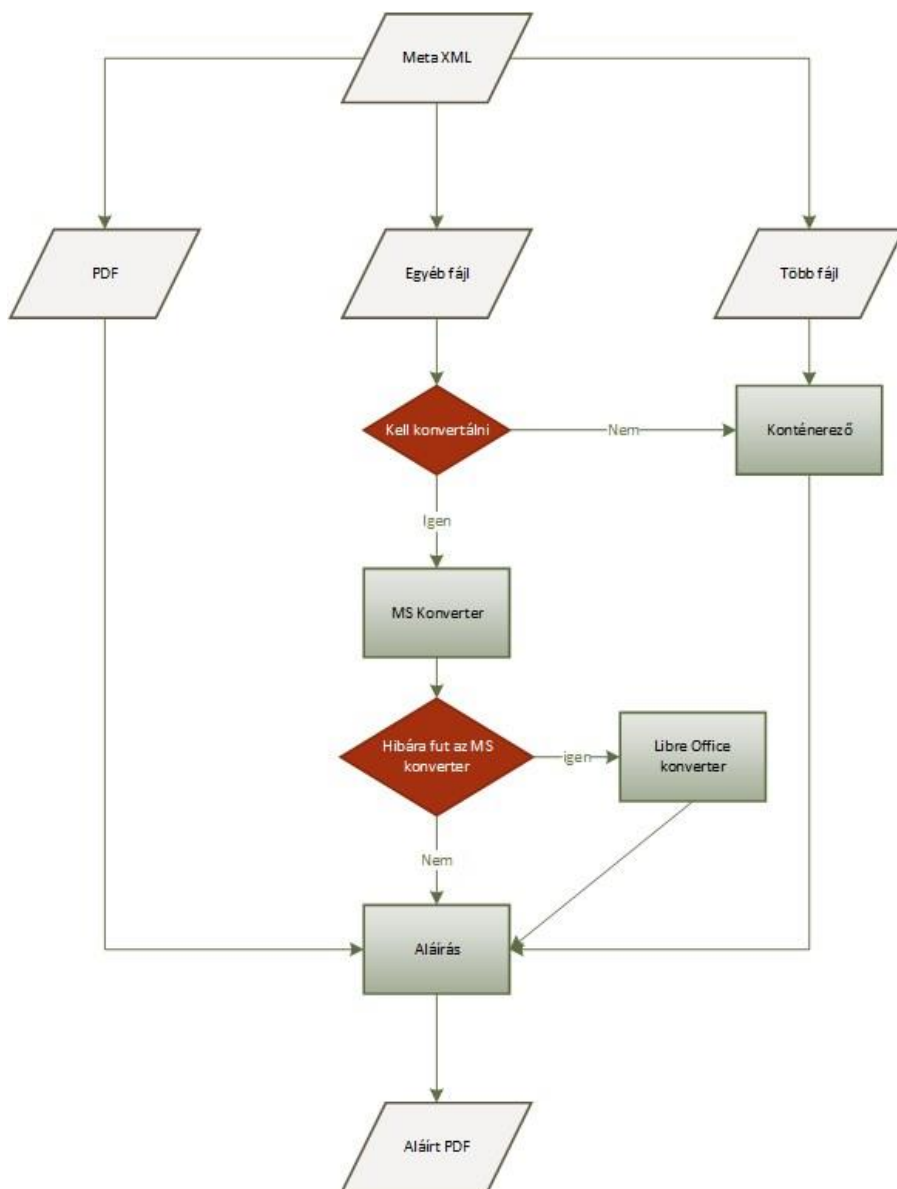 Meta XML
PDF
Egyéb fájl
Több fájl
Kell konvertálni
Nem
Konténerező
Igen
MS Konverter
Hibára fut az MS
konverter
igen
Libre Office
konverter
Nem
Aláírás
Aláírt PDF